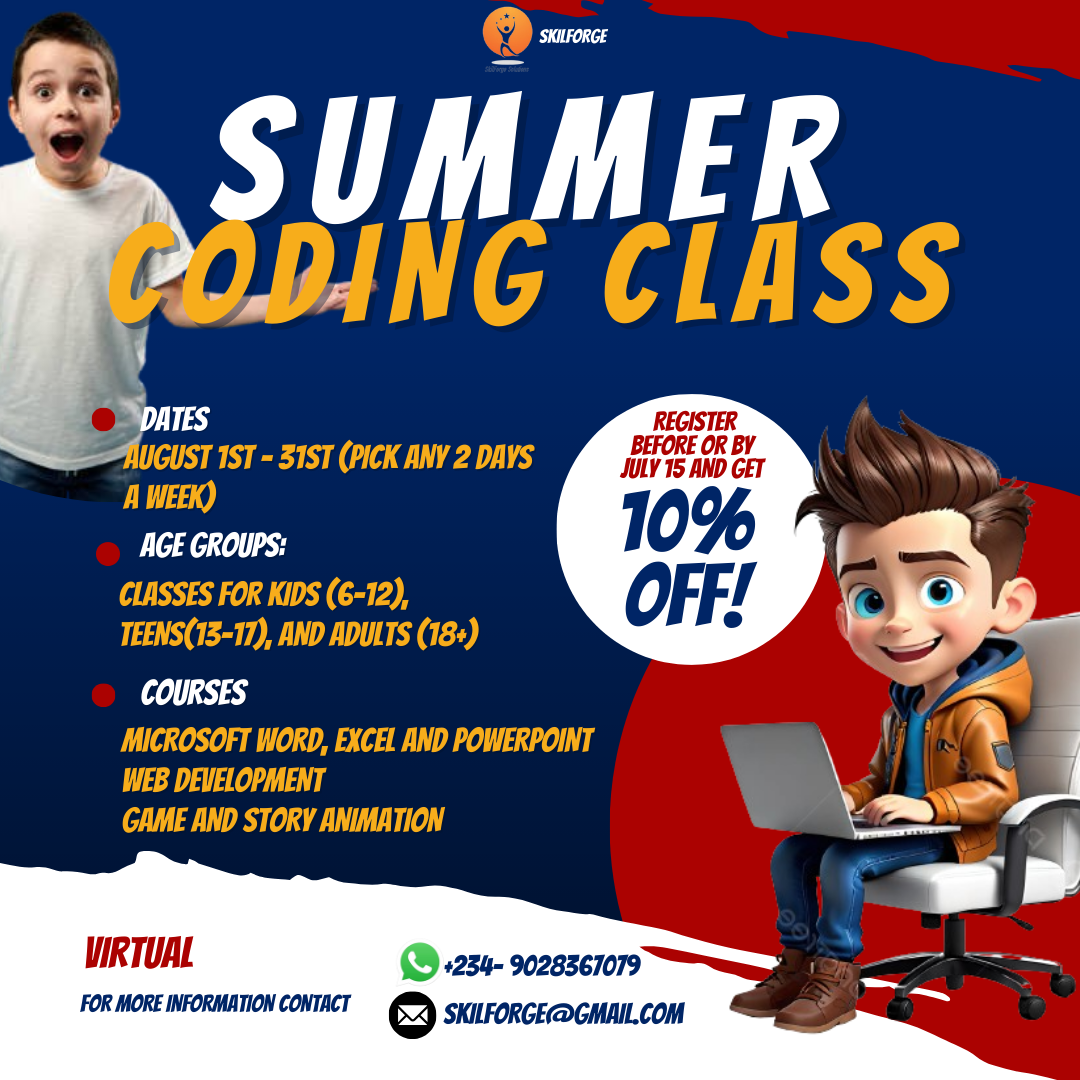 SKILFORGE
SkillForge Solutions
SUMMER
CODING CLASS
DATES
AUGUST 1ST - 31ST (PICK ANY 2 DAYS
A WEEK)
AGE GROUPS:
CLASSES FOR KIDS (6-12),
TEENS(13-17), AND ADULTS (18+)
COURSES
MICROSOFT WORD, EXCEL AND POWERPOINT
WEB DEVELOPMENT
GAME AND STORY ANIMATION
REGISTER
BEFORE OR BY
JULY 15 AND GET
10%
OFF!
VIRTUAL
FOR MORE INFORMATION CONTACT
+234- 9028367079
SKILFORGE@GMAIL.COM